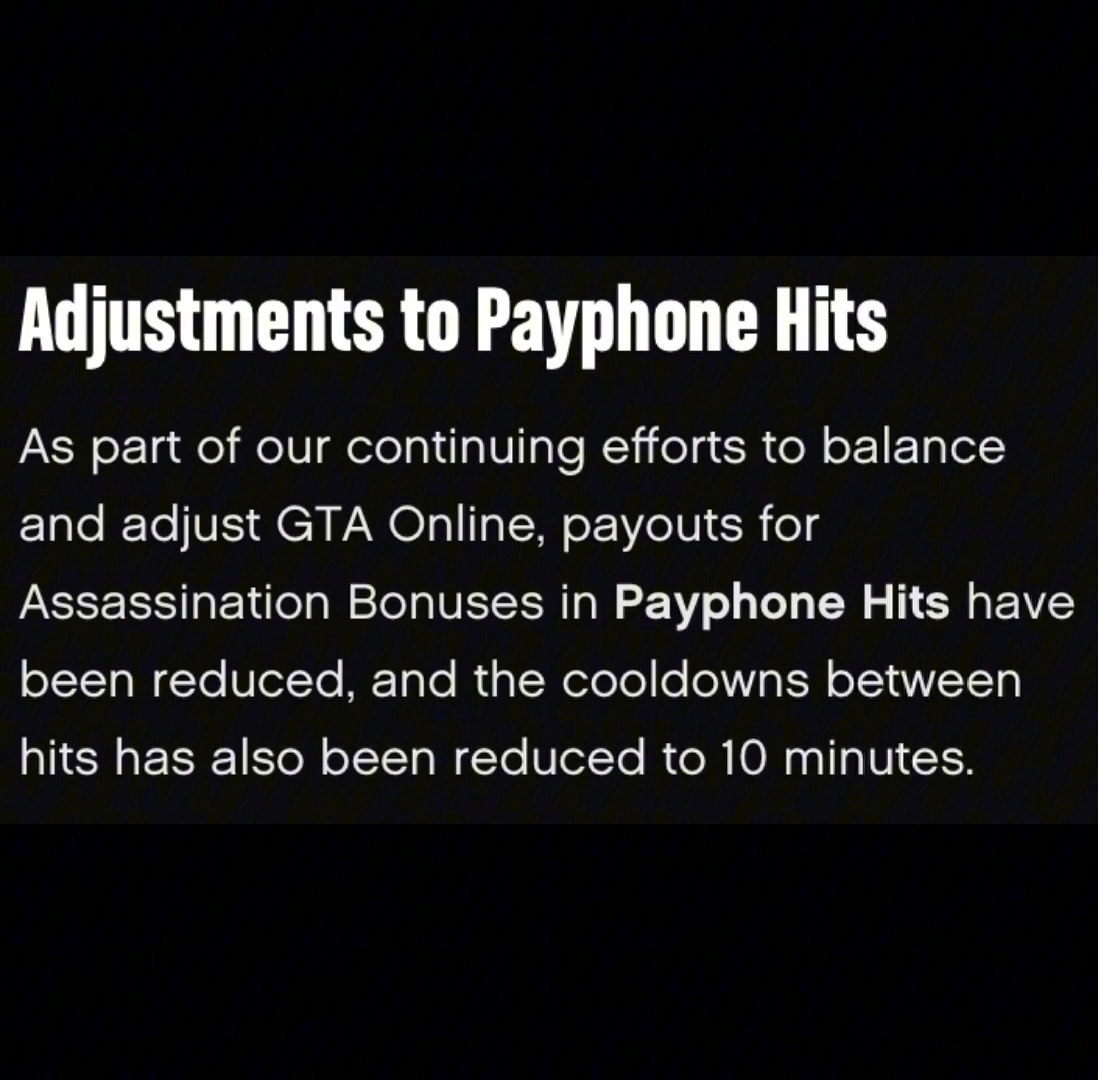 Adjustments to Payphone Hits
As part of our continuing efforts to balance
and adjust GTA Online, payouts for
Assassination Bonuses in Payphone Hits have
been reduced, and the cooldowns between
hits has also been reduced to 10 minutes.